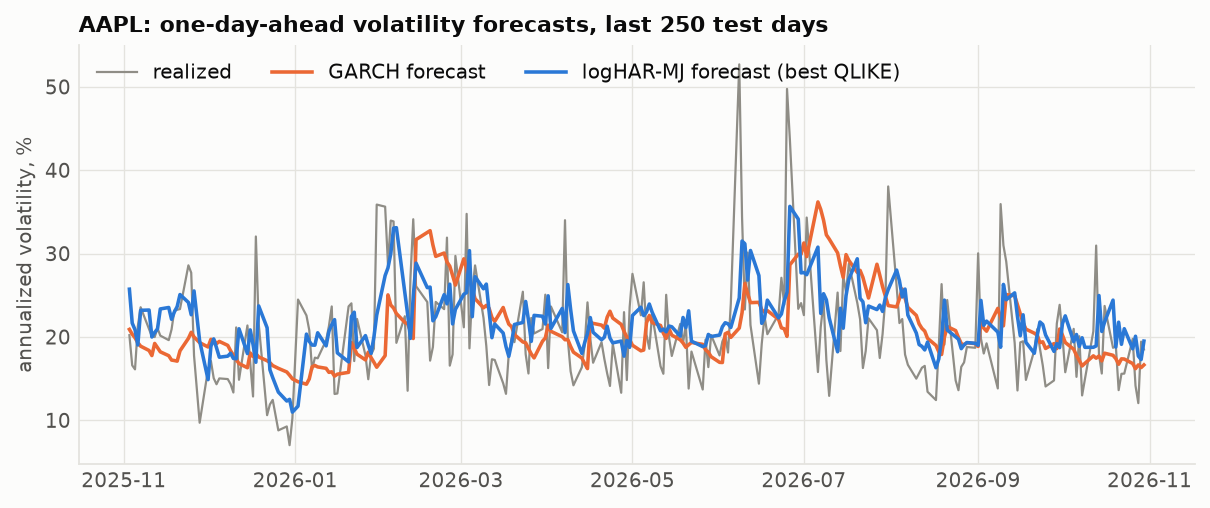 AAPL: one-day-ahead volatility forecasts, last 250 test days
realized GARCH forecast logHAR-MJ forecast (best QLIKE)
annualized volatility, %
50
40
30
20
10
2025-11 2026-01 2026-03 2026-05 2026-07 2026-09 2026-11